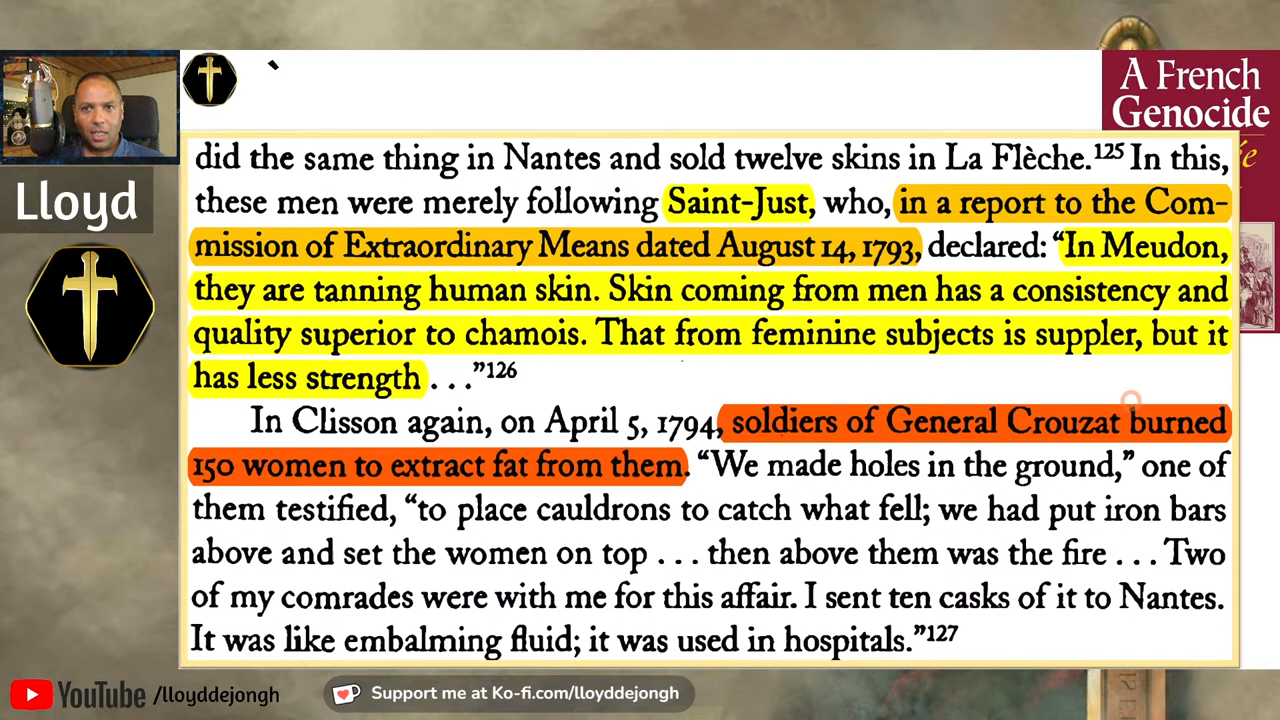 A French
Genocide
did the same thing in Nantes and sold twelve skins in La Flèche.¹²⁵ In this,
these men were merely following Saint-Just, who, in a report to the Com-
mission of Extraordinary Means dated August 14, 1793, declared: “In Meudon,
they are tanning human skin. Skin coming from men has a consistency and
quality superior to chamois. That from feminine subjects is suppler, but it
has less strength . . .”¹²⁶
In Clisson again, on April 5, 1794, soldiers of General Crouzat burned
150 women to extract fat from them. “We made holes in the ground,” one of
them testified, “to place cauldrons to catch what fell; we had put iron bars
above and set the women on top . . . then above them was the fire . . . Two
of my comrades were with me for this affair. I sent ten casks of it to Nantes.
It was like embalming fluid; it was used in hospitals.”¹²⁷
Lloyd
YouTube /lloyddejongh
Support me at Ko-fi.com/lloyddejongh